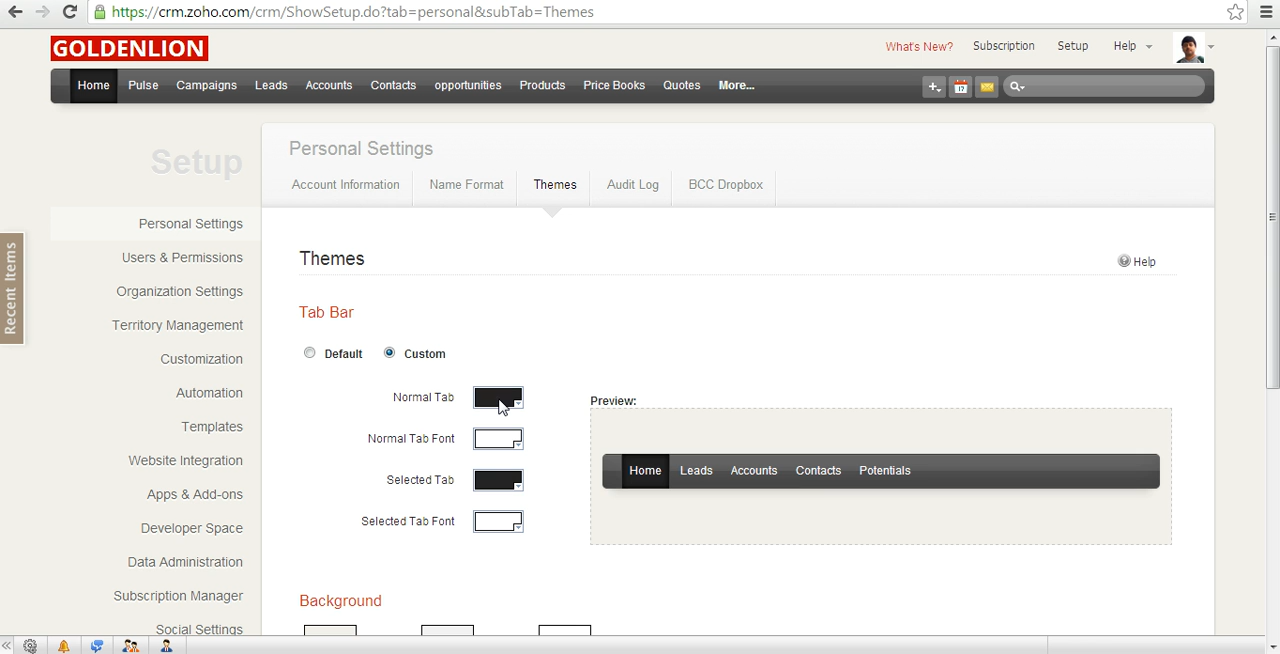 https://crm.zoho.com/crm/ShowSetup.do?tab=personal&subTab=Themes
GOLDENLION
What's New? Subscription Setup Help
Home Pulse Campaigns Leads Accounts Contacts opportunities Products Price Books Quotes More...
17
Setup
Personal Settings
Account Information Name Format Themes Audit Log BCC Dropbox
Personal Settings
Users & Permissions
Organization Settings
Territory Management
Customization
Automation
Templates
Website Integration
Apps & Add-ons
Developer Space
Data Administration
Subscription Manager
Social Settings
Recent Items
Themes
Help
Tab Bar
Default Custom
Normal Tab
Normal Tab Font
Selected Tab
Selected Tab Font
Preview:
Home Leads Accounts Contacts Potentials
Background